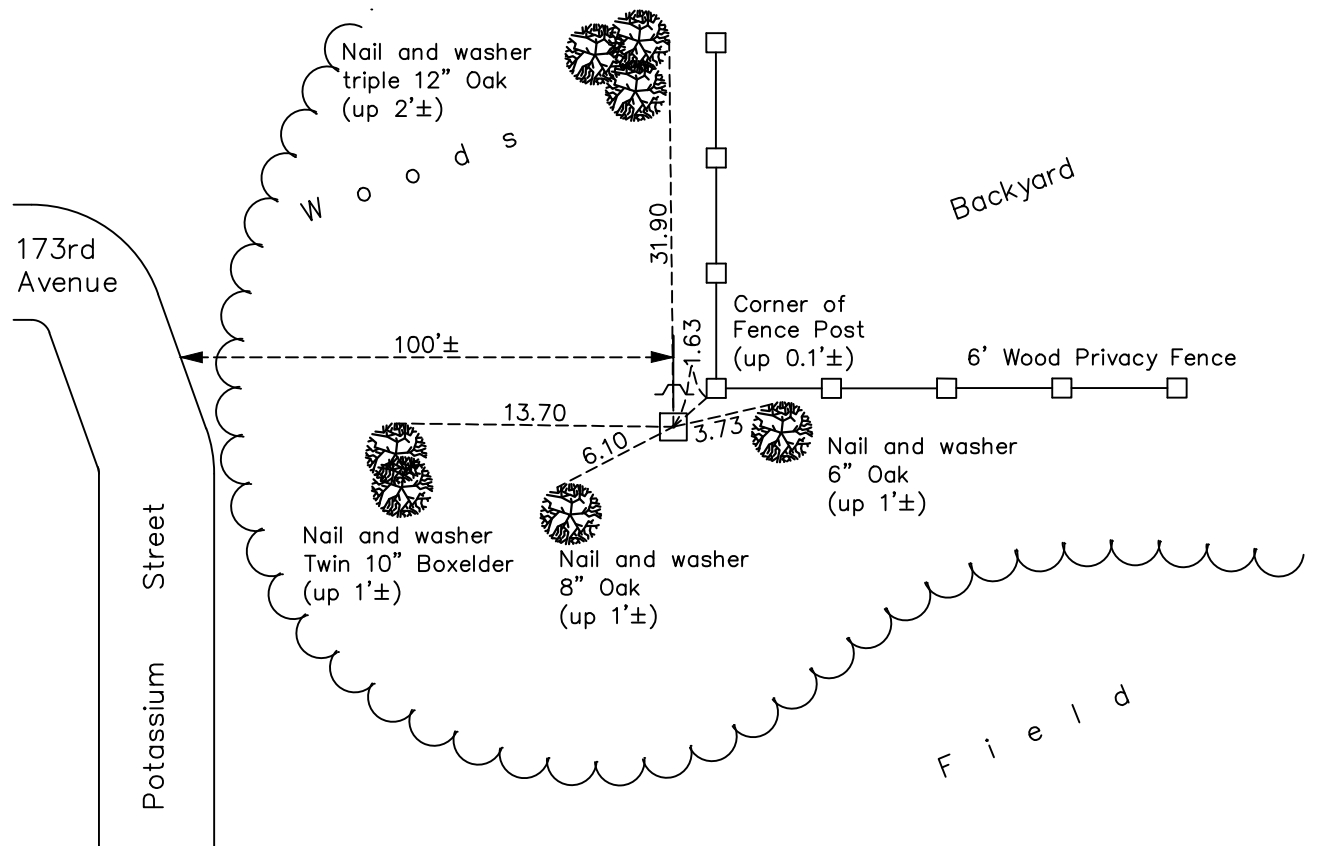 Nail and washer
triple 12" Oak
(up 2'±)
Woods
Backyard
173rd
Avenue
31.90
Corner of
Fence Post
(up 0.1'±)
1.63
100'±
6' Wood Privacy Fence
13.70
3.73
6.10
Nail and washer
6" Oak
(up 1'±)
Nail and washer
Twin 10" Boxelder
(up 1'±)
Nail and washer
8" Oak
(up 1'±)
Potassium Street
Field